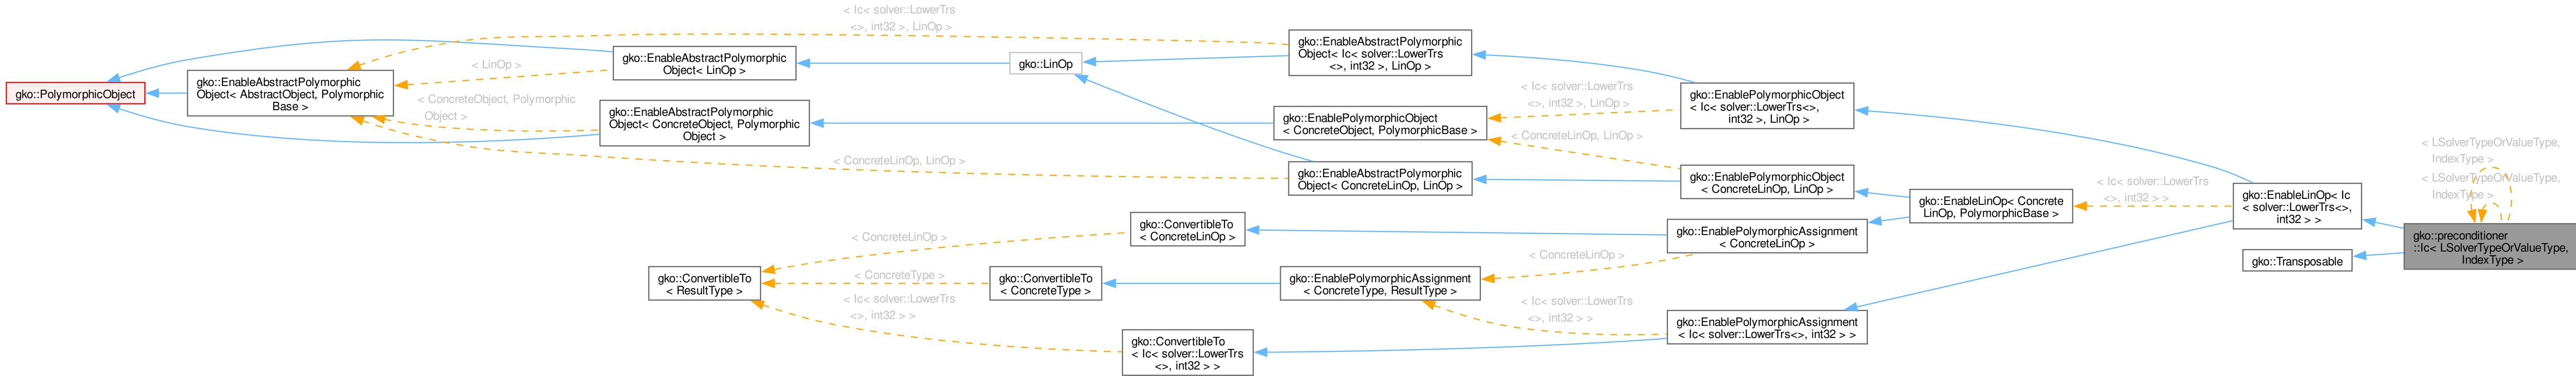 gko::PolymorphicObject
gko::EnableAbstractPolymorphic
Object< AbstractObject, Polymorphic
Base >
gko::EnableAbstractPolymorphic
Object< LinOp >
gko::EnableAbstractPolymorphic
Object< ConcreteObject, Polymorphic
Object >
< LinOp >
< ConcreteObject, Polymorphic
Object >
< Ic< solver::LowerTrs
<>, int32 >, LinOp >
< ConcreteLinOp, LinOp >
gko::LinOp
gko::EnableAbstractPolymorphic
Object< Ic< solver::LowerTrs
<>, int32 >, LinOp >
gko::EnablePolymorphicObject
< ConcreteObject, PolymorphicBase >
gko::EnableAbstractPolymorphic
Object< ConcreteLinOp, LinOp >
< Ic< solver::LowerTrs
<>, int32 >, LinOp >
< ConcreteLinOp, LinOp >
gko::EnablePolymorphicObject
< Ic< solver::LowerTrs<>,
int32 >, LinOp >
gko::EnablePolymorphicObject
< ConcreteLinOp, LinOp >
gko::ConvertibleTo
< ResultType >
< ConcreteLinOp >
< ConcreteType >
< Ic< solver::LowerTrs
<>, int32 > >
gko::ConvertibleTo
< ConcreteLinOp >
gko::ConvertibleTo
< ConcreteType >
gko::ConvertibleTo
< Ic< solver::LowerTrs
<>, int32 > >
gko::EnablePolymorphicAssignment
< ConcreteType, ResultType >
< ConcreteLinOp >
< Ic< solver::LowerTrs
<>, int32 > >
gko::EnablePolymorphicAssignment
< ConcreteLinOp >
gko::EnablePolymorphicAssignment
< Ic< solver::LowerTrs<>, int32 > >
gko::EnableLinOp< Concrete
LinOp, PolymorphicBase >
< Ic< solver::LowerTrs
<>, int32 > >
gko::EnableLinOp< Ic
< solver::LowerTrs<>,
int32 > >
gko::Transposable
< LSolverTypeOrValueType,
IndexType >
< LSolverTypeOrValueType,
IndexType >
gko::preconditioner
::Ic< LSolverTypeOrValueType,
IndexType >